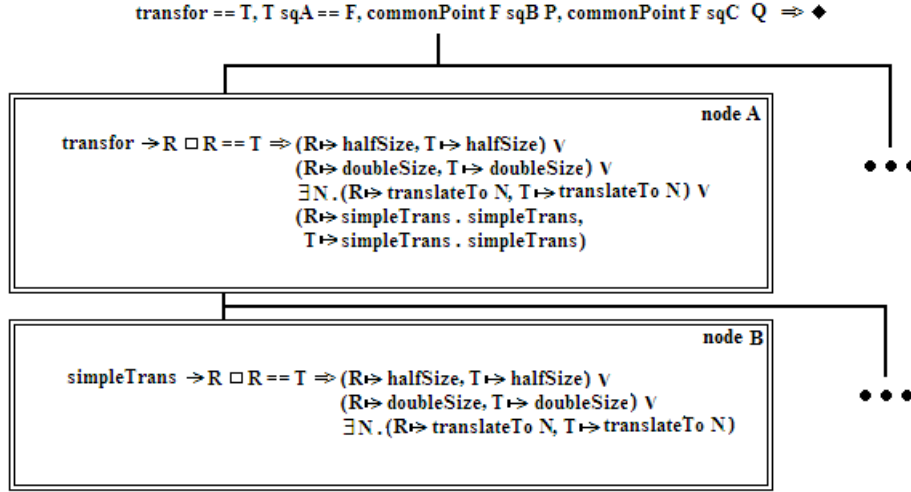 transfor == T, T sqA == F, commonPoint F sqB P, commonPoint F sqC Q ⇒ ◆
node A
transfor → R □ R == T ⇒ (R ↦ halfSize, T ↦ halfSize) ∨
(R ↦ doubleSize, T ↦ doubleSize) ∨
∃ N . (R ↦ translateTo N, T ↦ translateTo N) ∨
(R ↦ simpleTrans . simpleTrans,
T ↦ simpleTrans . simpleTrans)
node B
simpleTrans → R □ R == T ⇒ (R ↦ halfSize, T ↦ halfSize) ∨
(R ↦ doubleSize, T ↦ doubleSize) ∨
∃ N . (R ↦ translateTo N, T ↦ translateTo N)